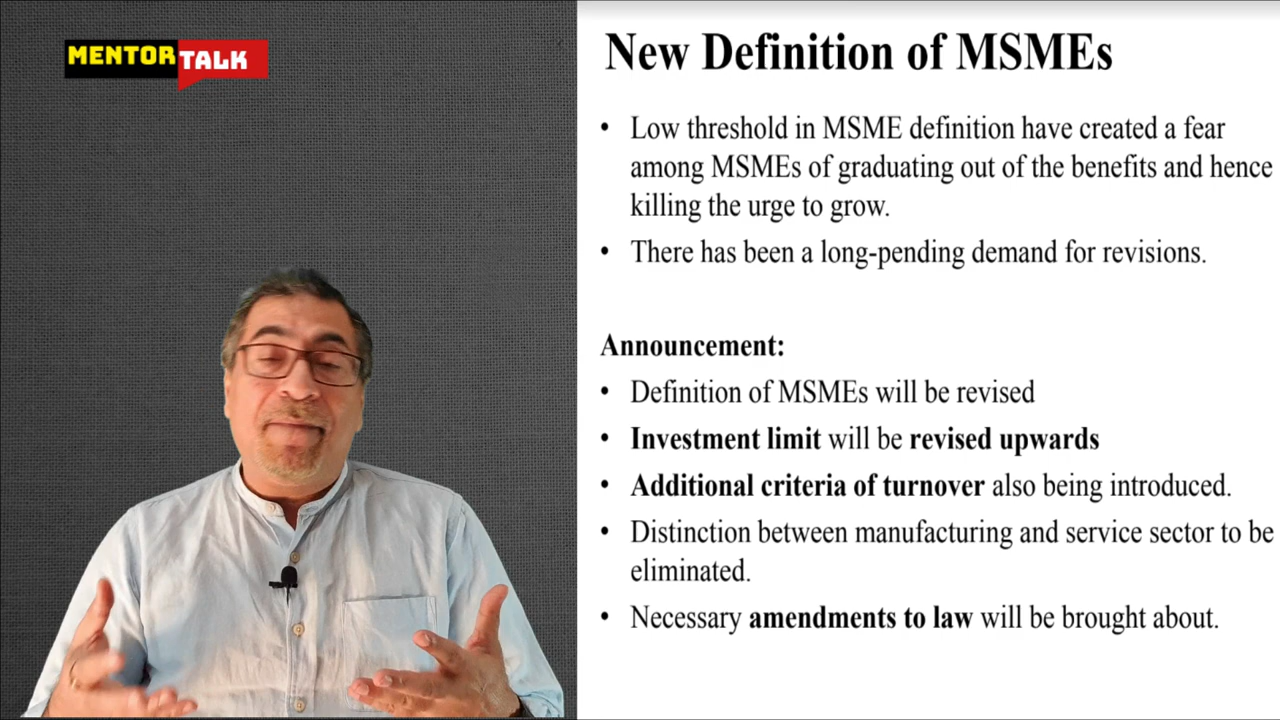 MENTOR TALK
New Definition of MSMEs
• Low threshold in MSME definition have created a fear
among MSMEs of graduating out of the benefits and hence
killing the urge to grow.
• There has been a long-pending demand for revisions.
Announcement:
• Definition of MSMEs will be revised
• Investment limit will be revised upwards
• Additional criteria of turnover also being introduced.
• Distinction between manufacturing and service sector to be
eliminated.
• Necessary amendments to law will be brought about.